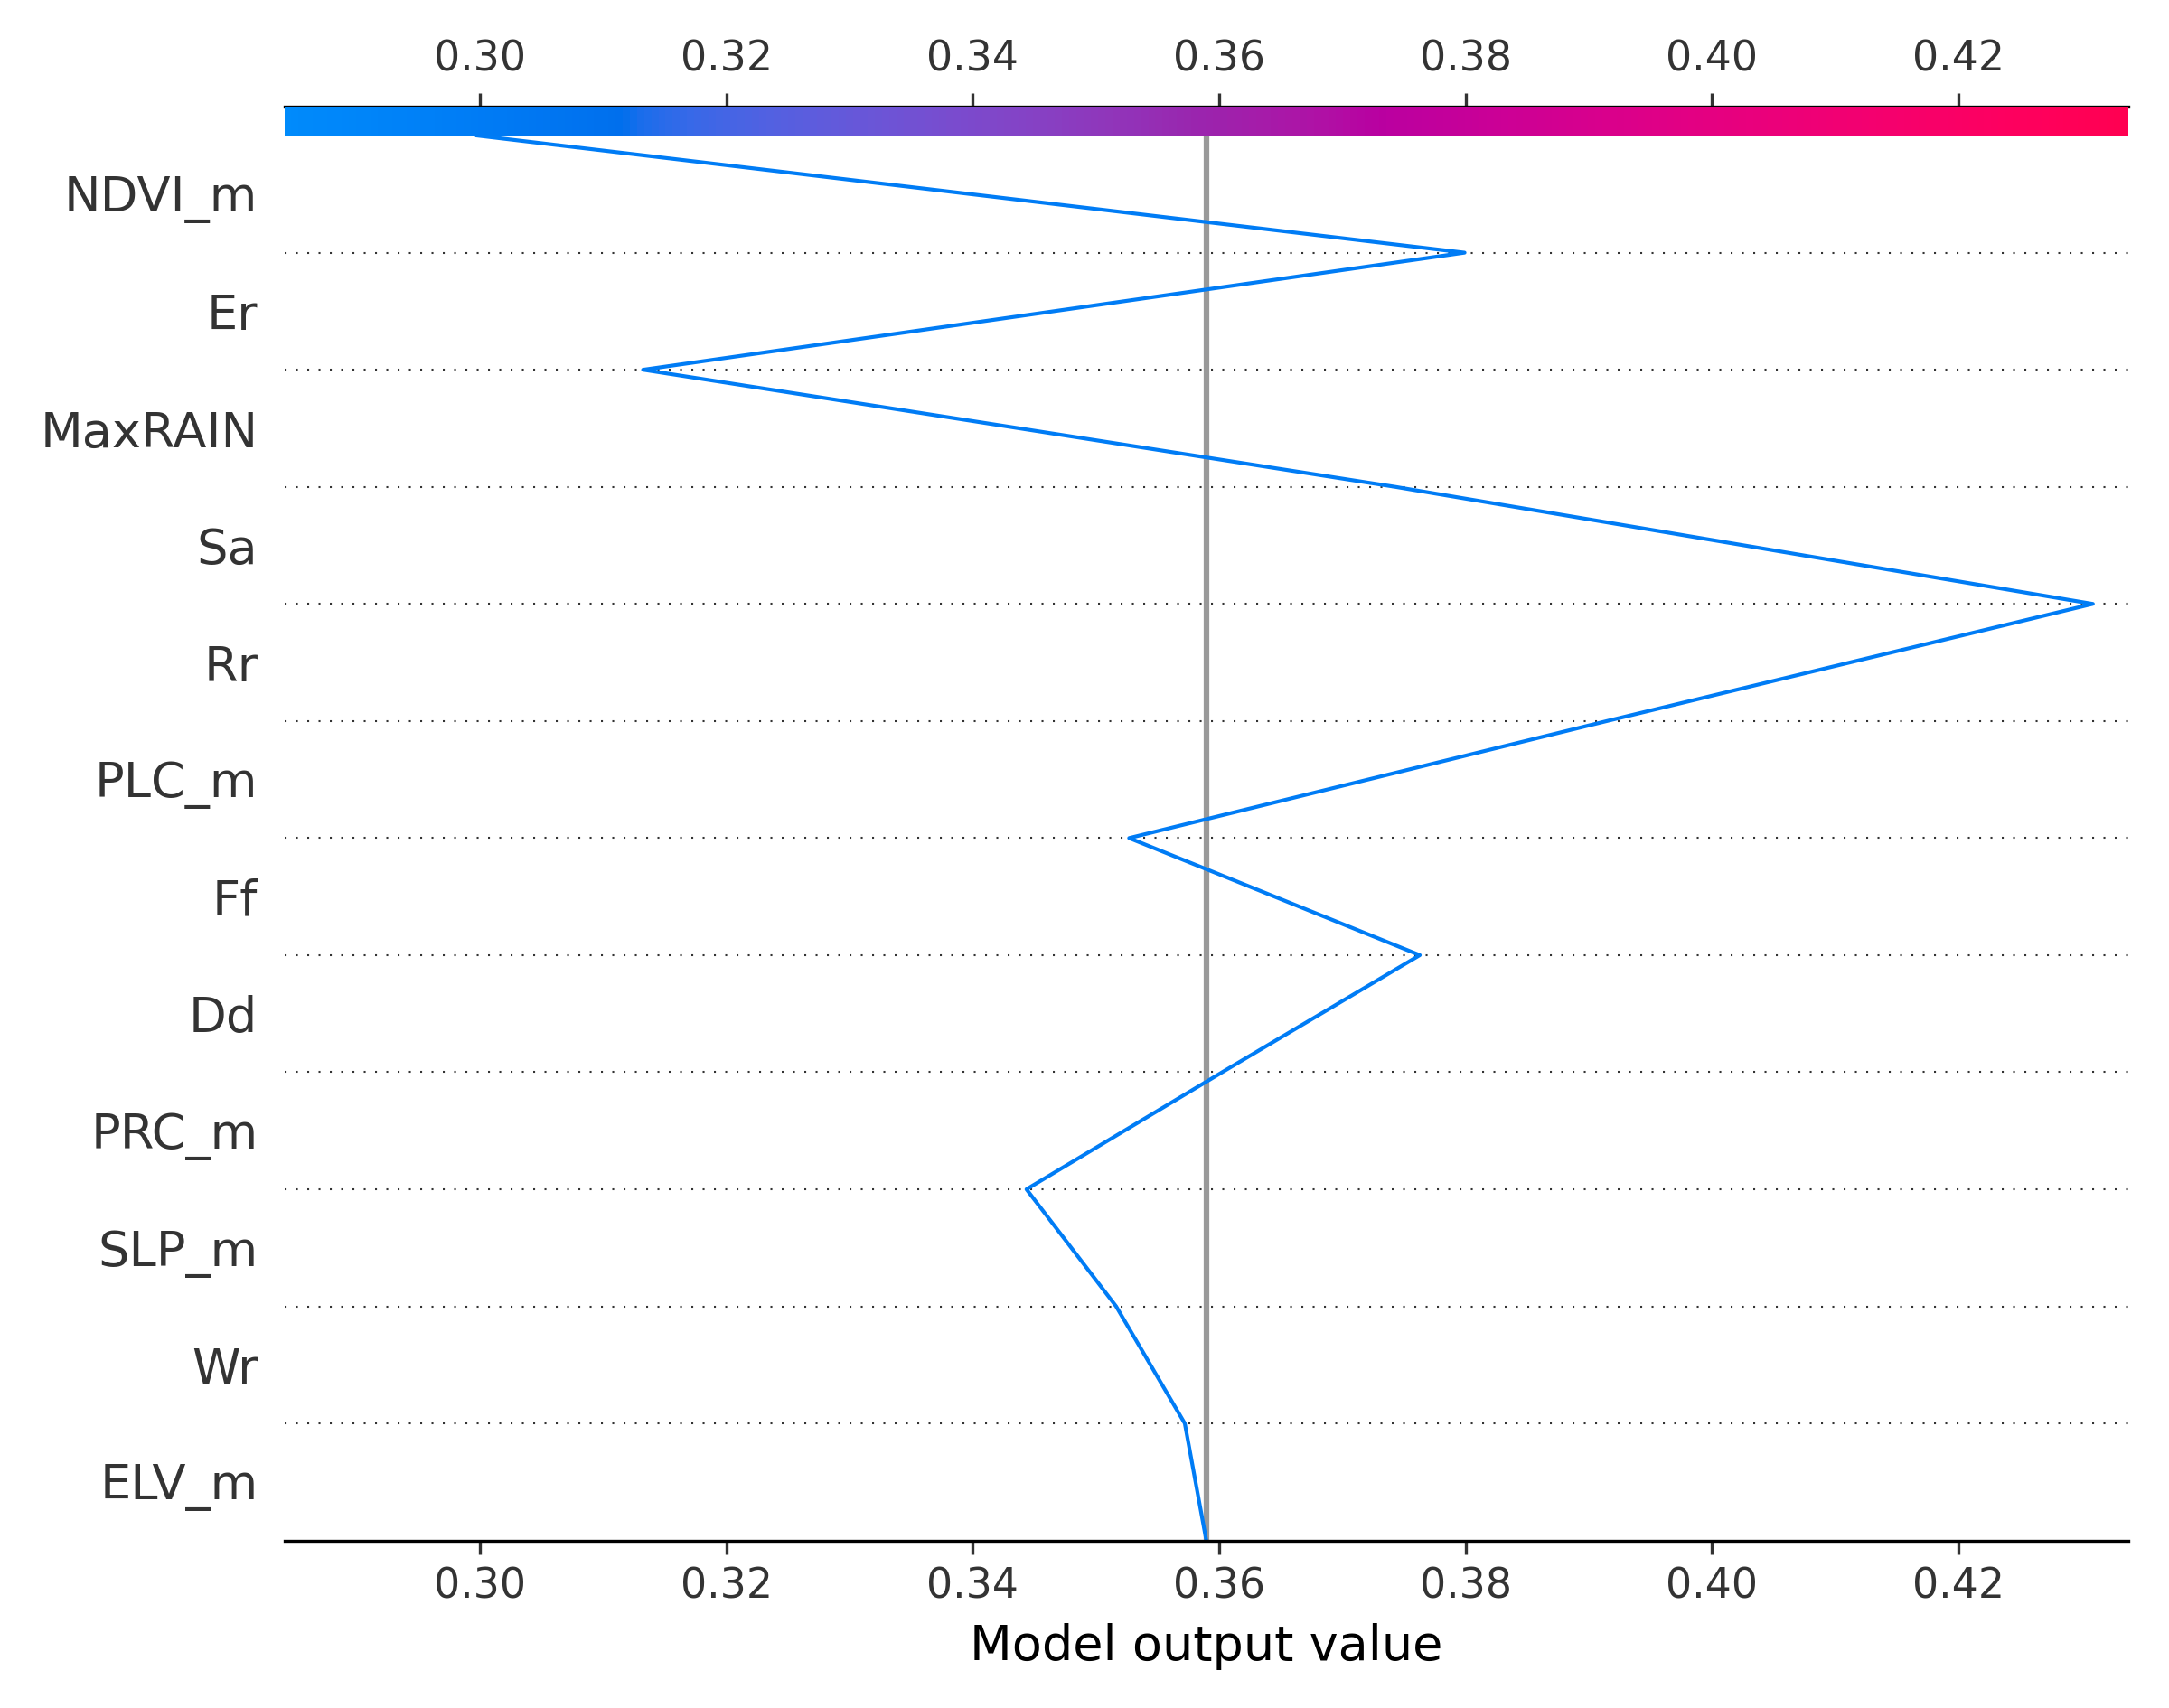 0.30 0.32 0.34 0.36 0.38 0.40 0.42
NDVI_m
Er
MaxRAIN
Sa
Rr
PLC_m
Ff
Dd
PRC_m
SLP_m
Wr
ELV_m
0.30 0.32 0.34 0.36 0.38 0.40 0.42
Model output value